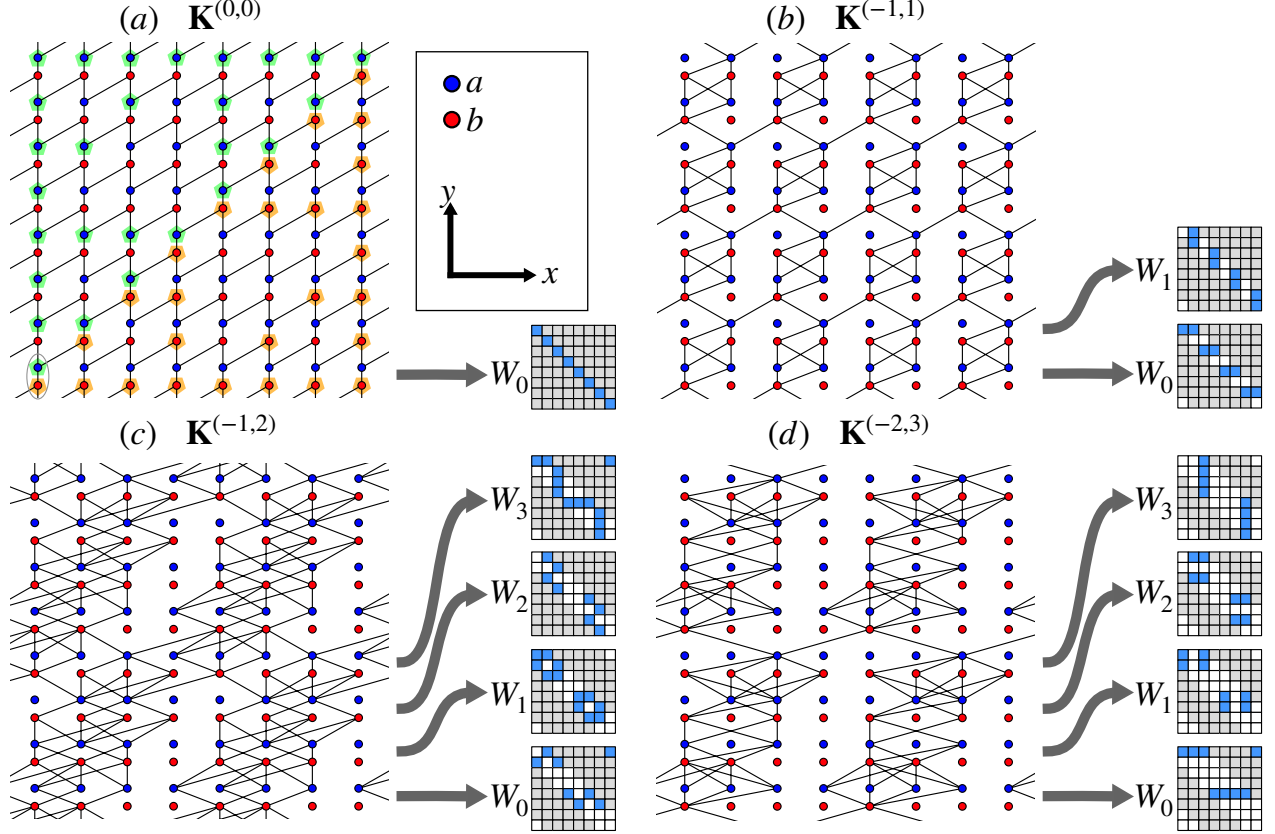 (a) K^(0,0)
a
b
y
x
W_0
(b) K^(−1,1)
W_1
W_0
(c) K^(−1,2)
W_3
W_2
W_1
W_0
(d) K^(−2,3)
W_3
W_2
W_1
W_0